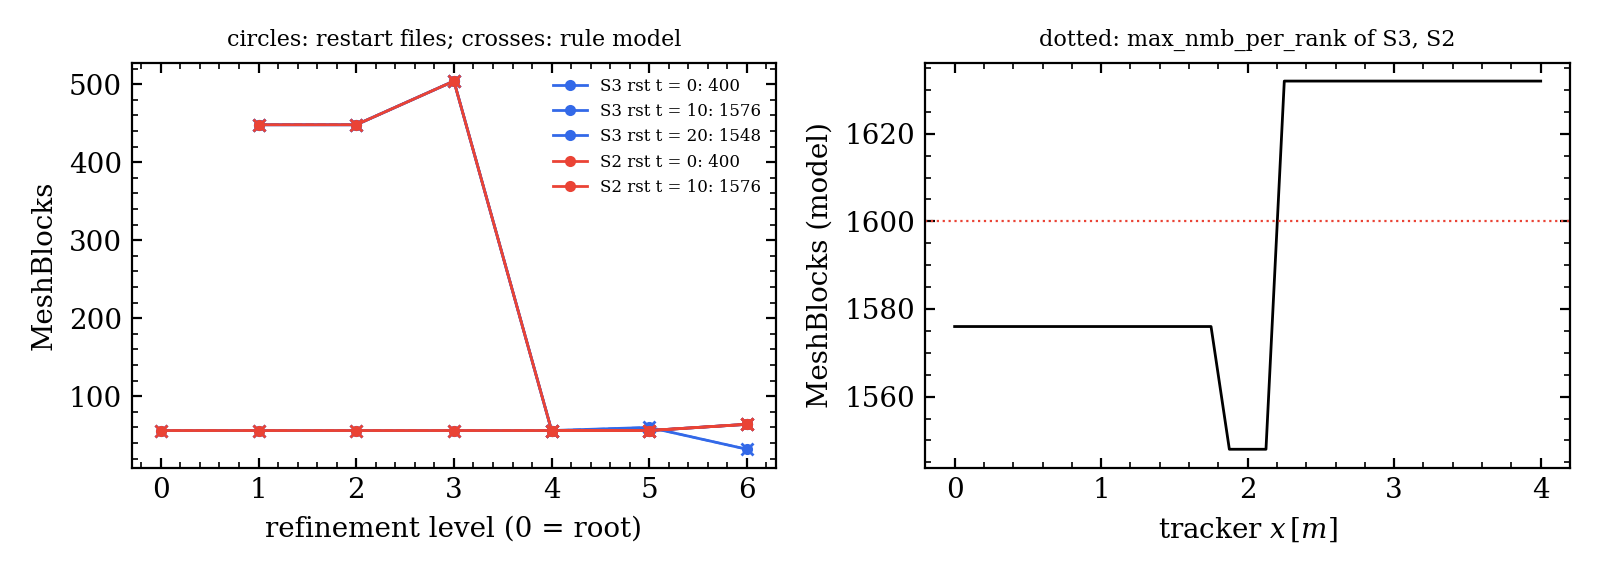 circles: restart files; crosses: rule model
MeshBlocks
500
400
300
200
100
S3 rst t = 0: 400
S3 rst t = 10: 1576
S3 rst t = 20: 1548
S2 rst t = 0: 400
S2 rst t = 10: 1576
0 1 2 3 4 5 6
refinement level (0 = root)
dotted: max_nmb_per_rank of S3, S2
MeshBlocks (model)
1620
1600
1580
1560
0 1 2 3 4
tracker x [m]